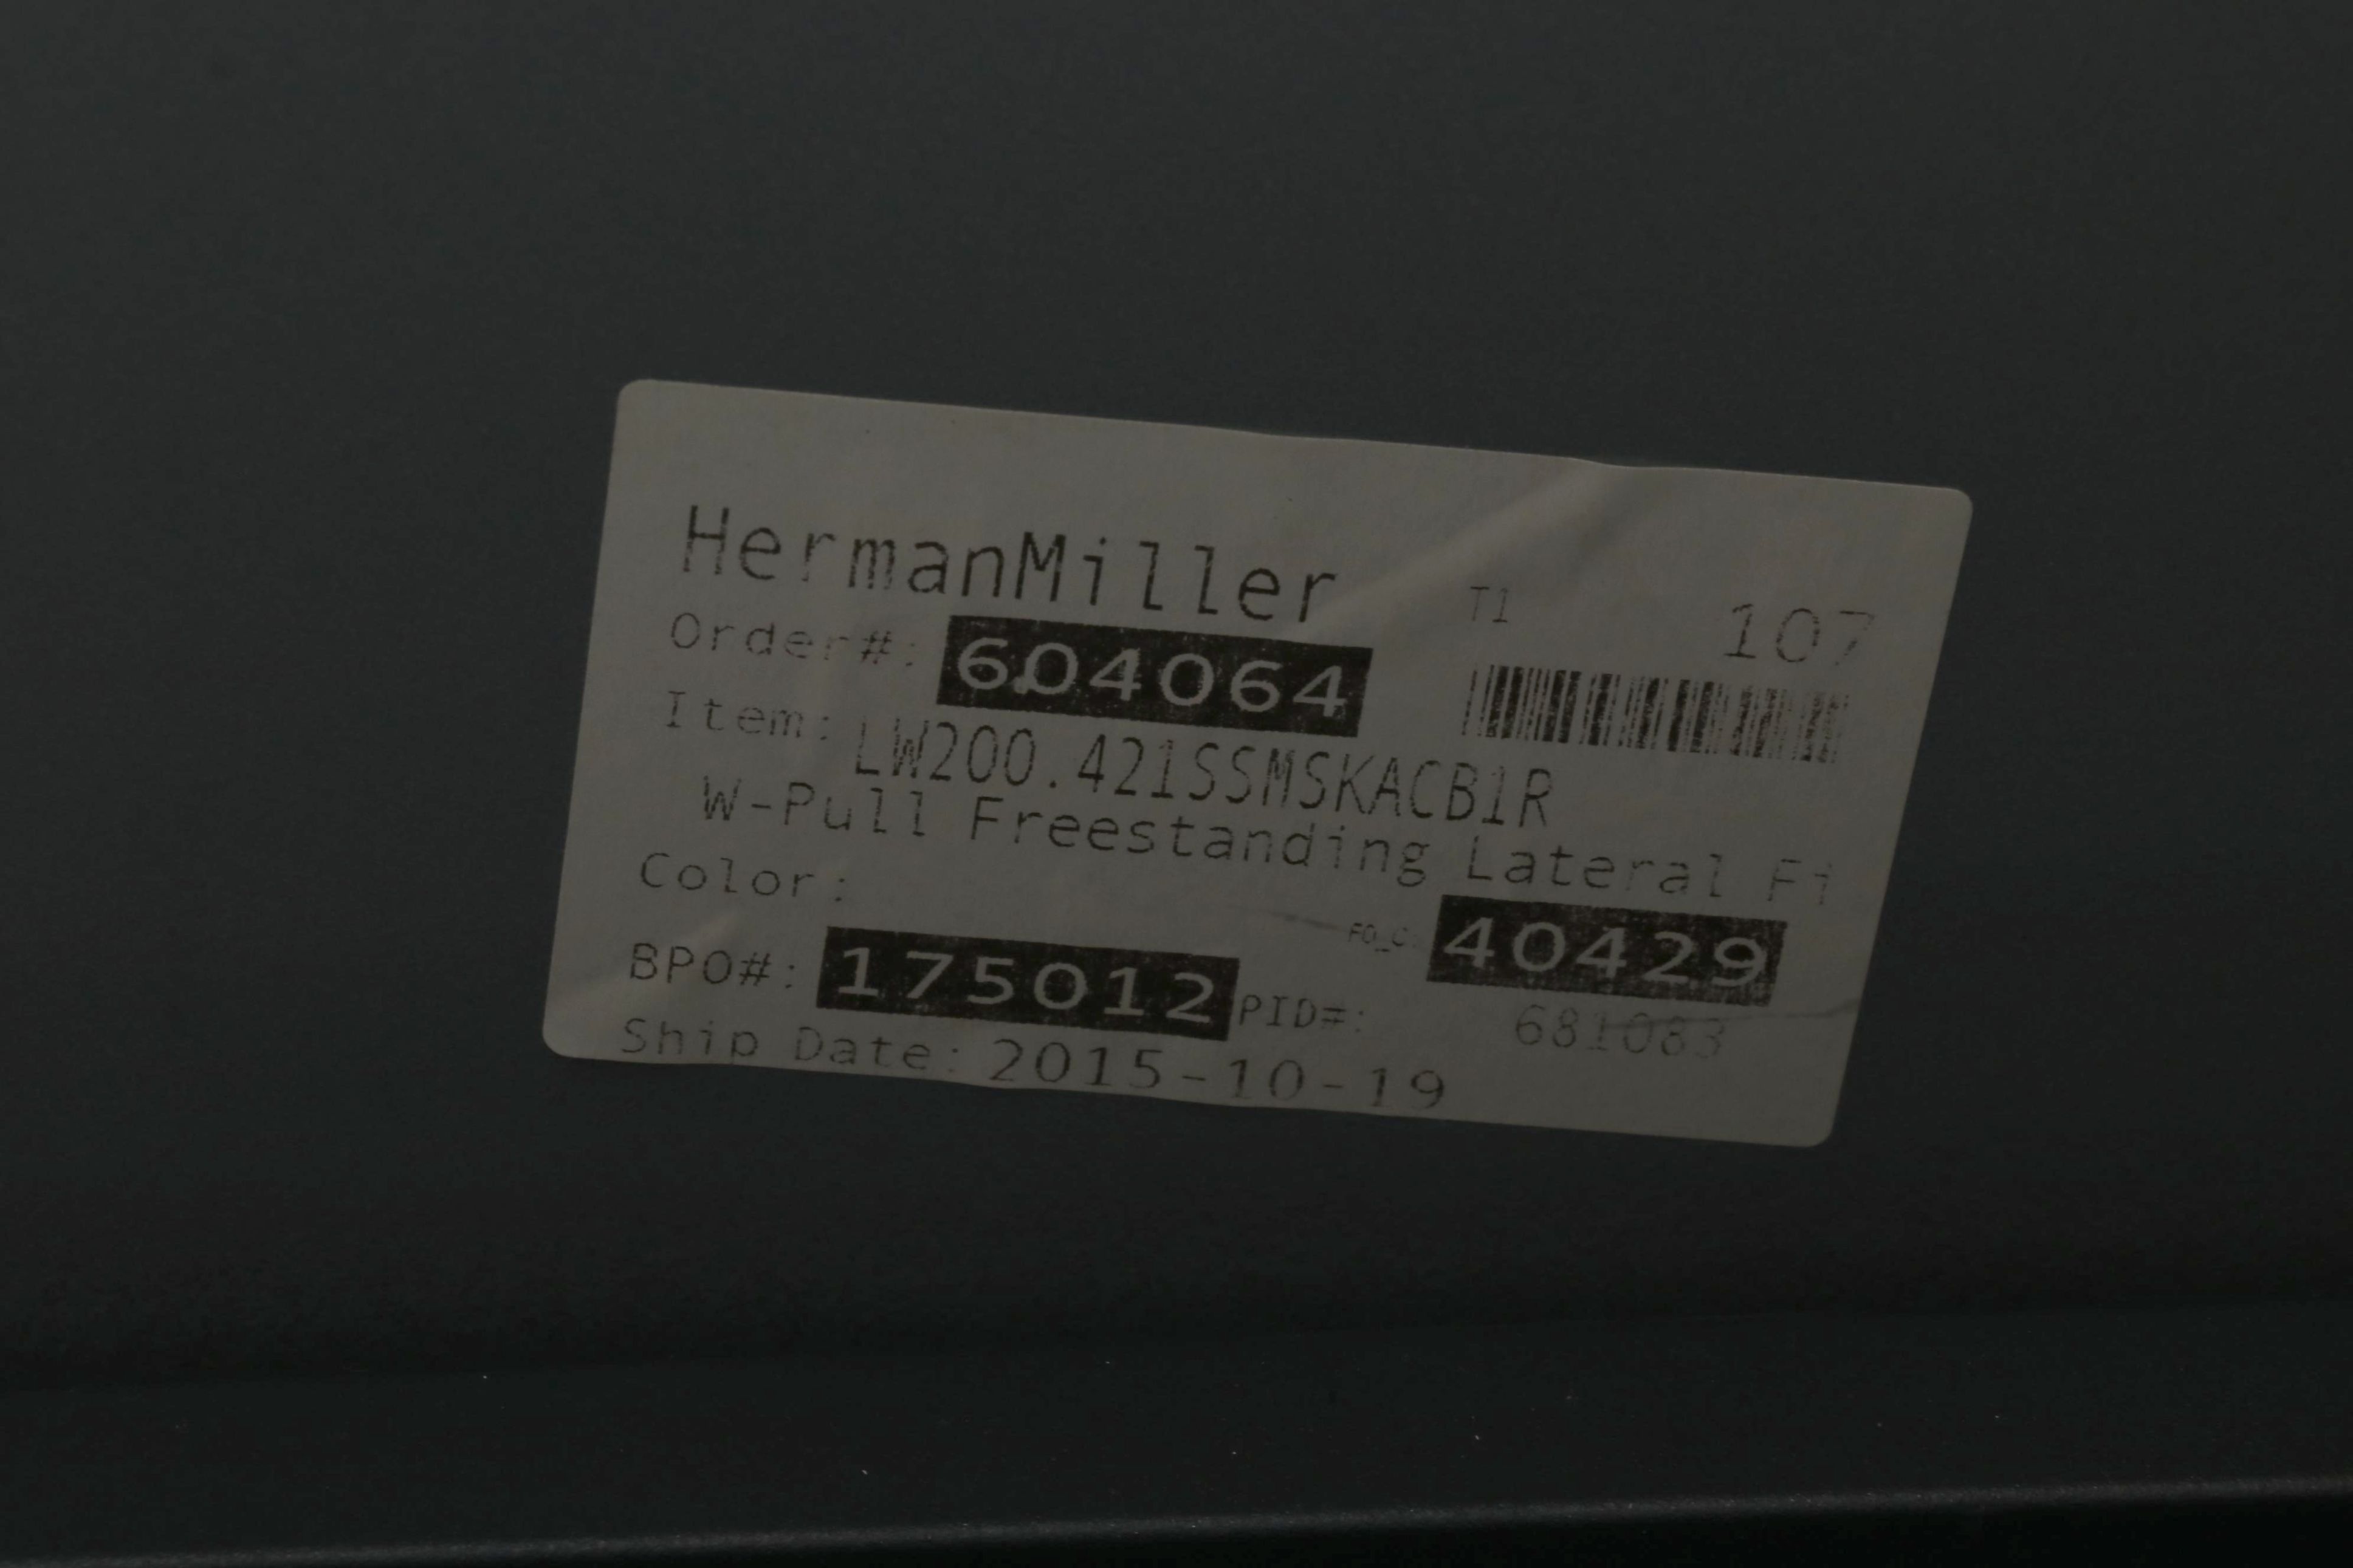 HermanMiller T1 107
Order#: 604064
Item: LW200.421SSMSKACB1R
W-Pull Freestanding Lateral Fi
Color:
FO_C: 40429
BPO#: 175012 PID#: 681083
Ship Date: 2015-10-19